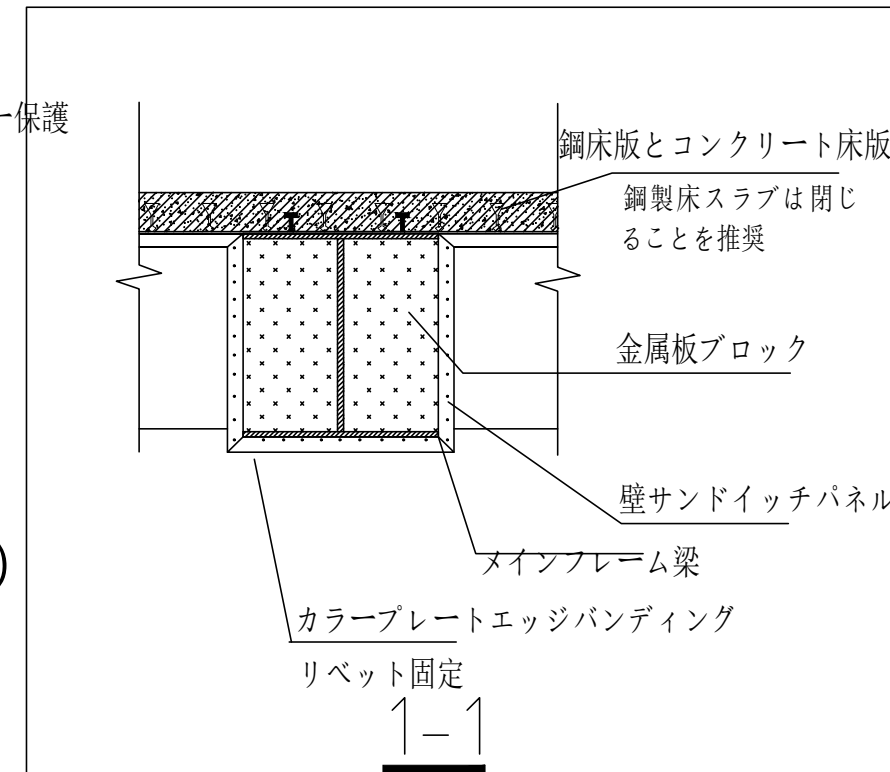 ー保護
鋼床版とコンクリート床版
鋼製床スラブは閉じ
ることを推奨
金属板ブロック
壁サンドイッチパネル
メインフレーム梁
カラープレートエッジバンディング
リベット固定
1－1
)